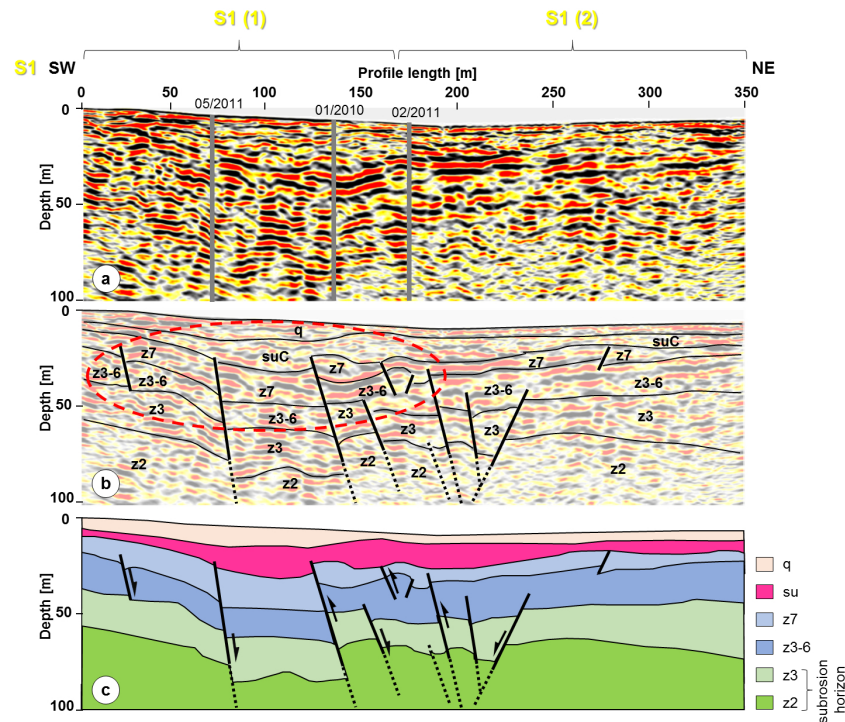 S1 (1) S1 (2)
S1 SW Profile length [m] NE
0 50 100 150 200 250 300 350
05/2011 01/2010 02/2011
0
50
100
Depth [m]
a
0
50
100
Depth [m]
q
suC
suC
z7
z7
z7
z7
z7
z3-6
z3-6
z3-6
z3-6
z3-6
z3-6
z3
z3
z3
z3
z3
z3
z2
z2
z2
z2
z2
b
0
50
100
Depth [m]
c
q
su
z7
z3-6
z3
z2
subrosion
horizon